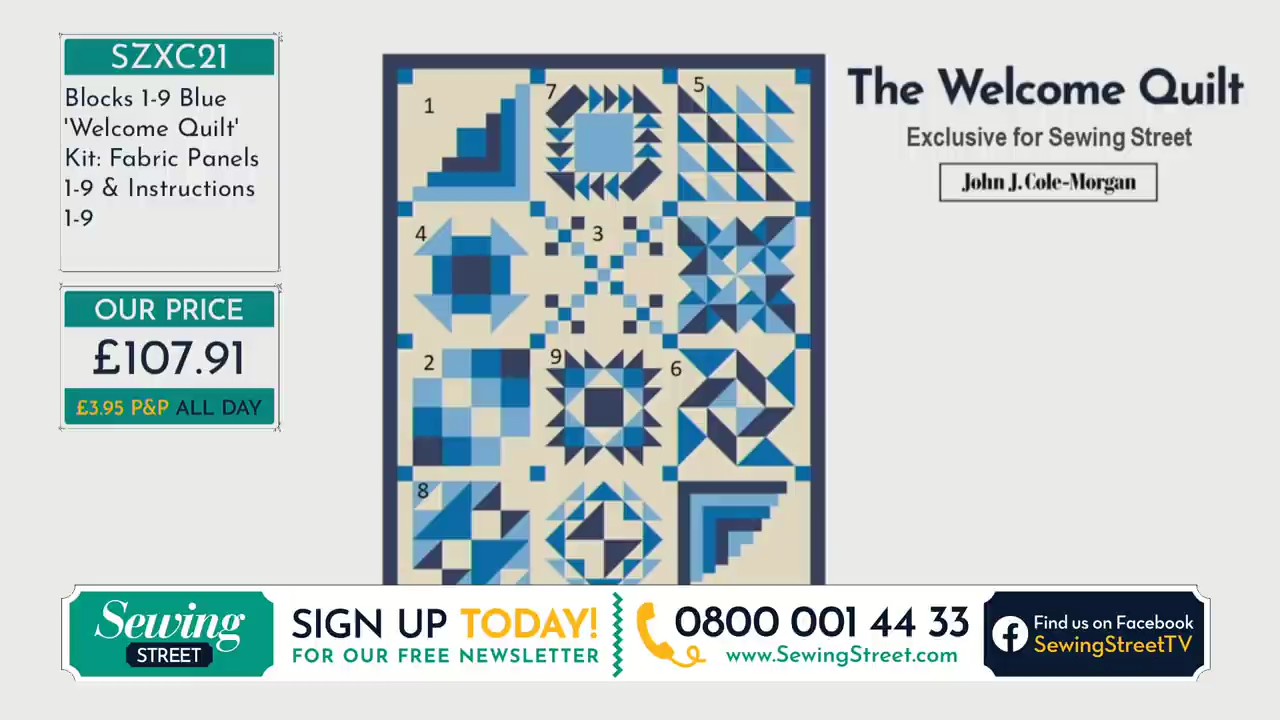 SZXC21
Blocks 1-9 Blue
'Welcome Quilt'
Kit: Fabric Panels
1-9 & Instructions
1-9
OUR PRICE
£107.91
£3.95 P&P ALL DAY
1
7
5
4
3
2
9
6
8
The Welcome Quilt
Exclusive for Sewing Street
John J. Cole-Morgan
Sewing
STREET
SIGN UP TODAY!
FOR OUR FREE NEWSLETTER
0800 001 44 33
www.SewingStreet.com
Find us on Facebook
SewingStreetTV